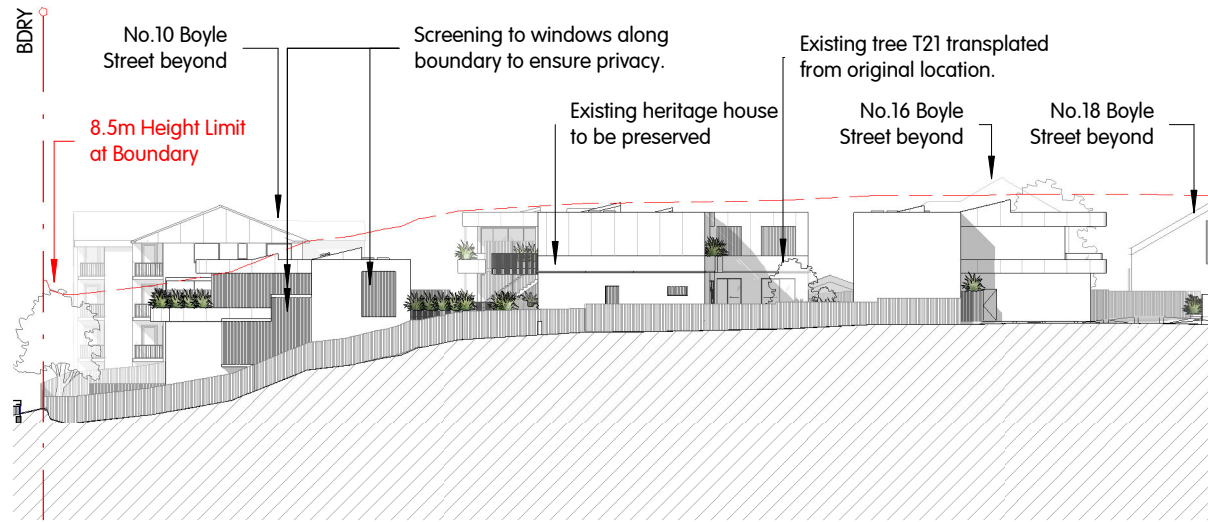 BDRY
No.10 Boyle
Street beyond
Screening to windows along
boundary to ensure privacy.
Existing tree T21 transplated
from original location.
8.5m Height Limit
at Boundary
Existing heritage house
to be preserved
No.16 Boyle
Street beyond
No.18 Boyle
Street beyond